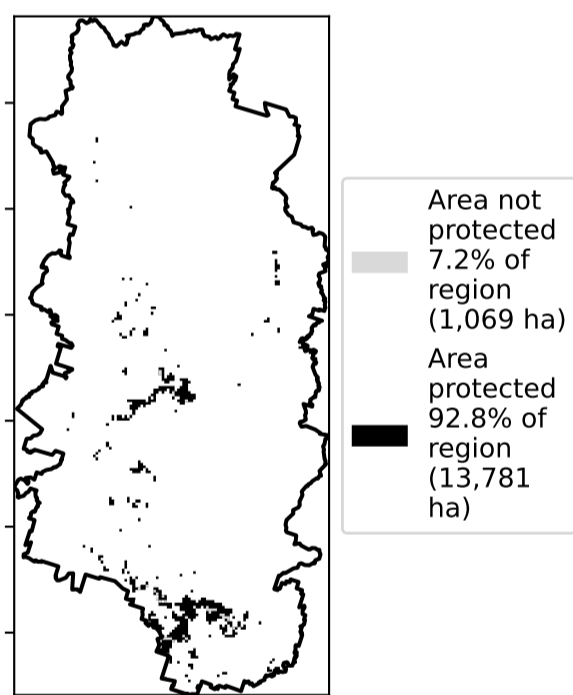 Area not
protected
7.2% of
region
(1,069 ha)
Area
protected
92.8% of
region
(13,781
ha)